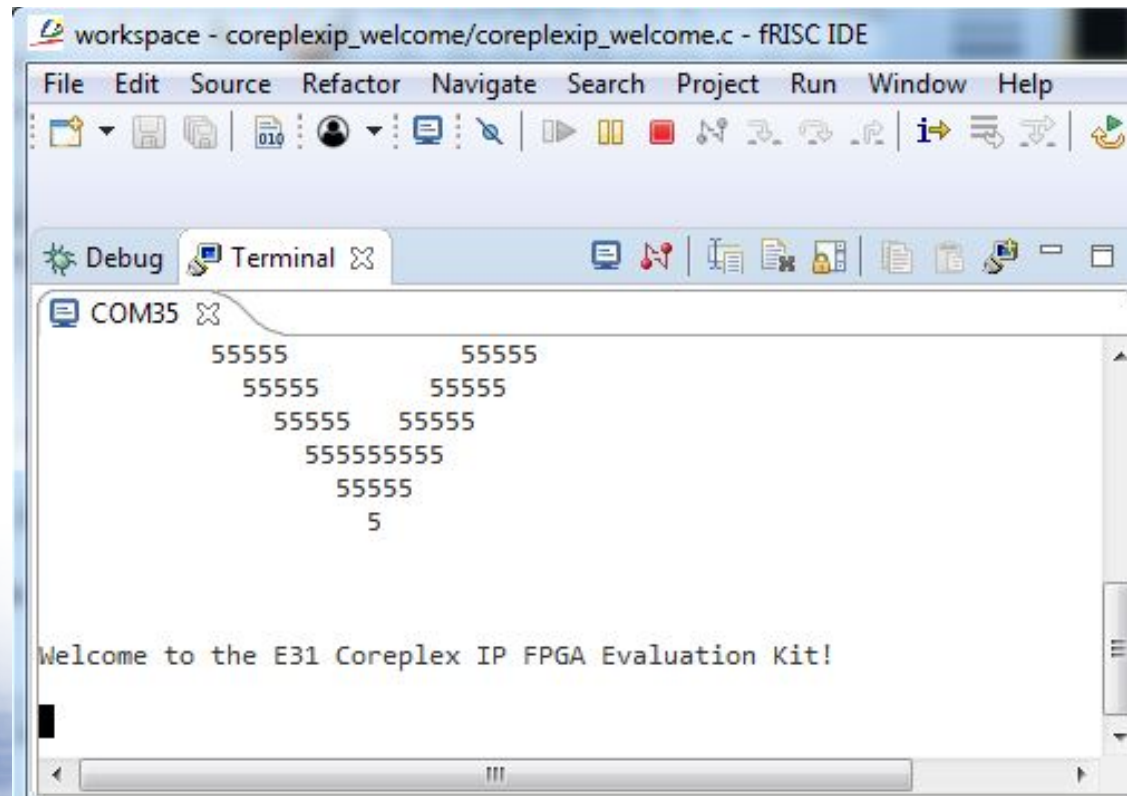 workspace - coreplexip_welcome/coreplexip_welcome.c - fRISC IDE
File Edit Source Refactor Navigate Search Project Run Window Help
010
i
Debug Terminal
COM35
55555 55555
55555 55555
55555 55555
555555555
55555
5
Welcome to the E31 Coreplex IP FPGA Evaluation Kit!